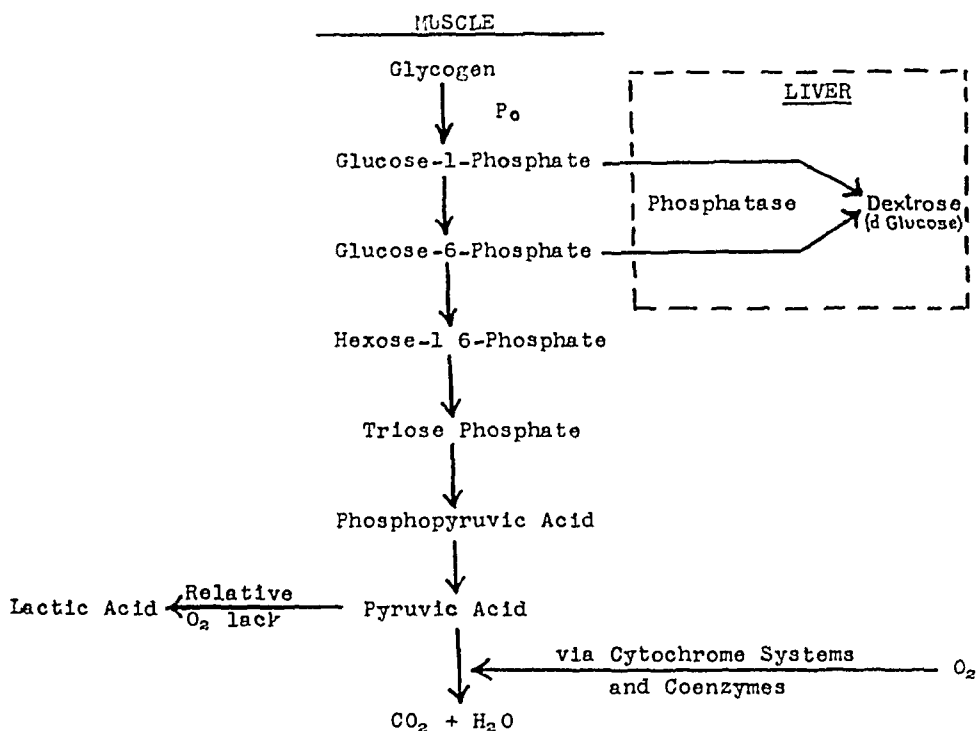 MUSCLE
Glycogen
LIVER
Po
Glucose-1-Phosphate
Phosphatase
Dextrose
(d Glucose)
Glucose-6-Phosphate
Hexose-1 6-Phosphate
Triose Phosphate
Phosphopyruvic Acid
Lactic Acid
Relative
O₂ lack
Pyruvic Acid
via Cytochrome Systems
and Coenzymes
O₂
CO₂ + H₂O